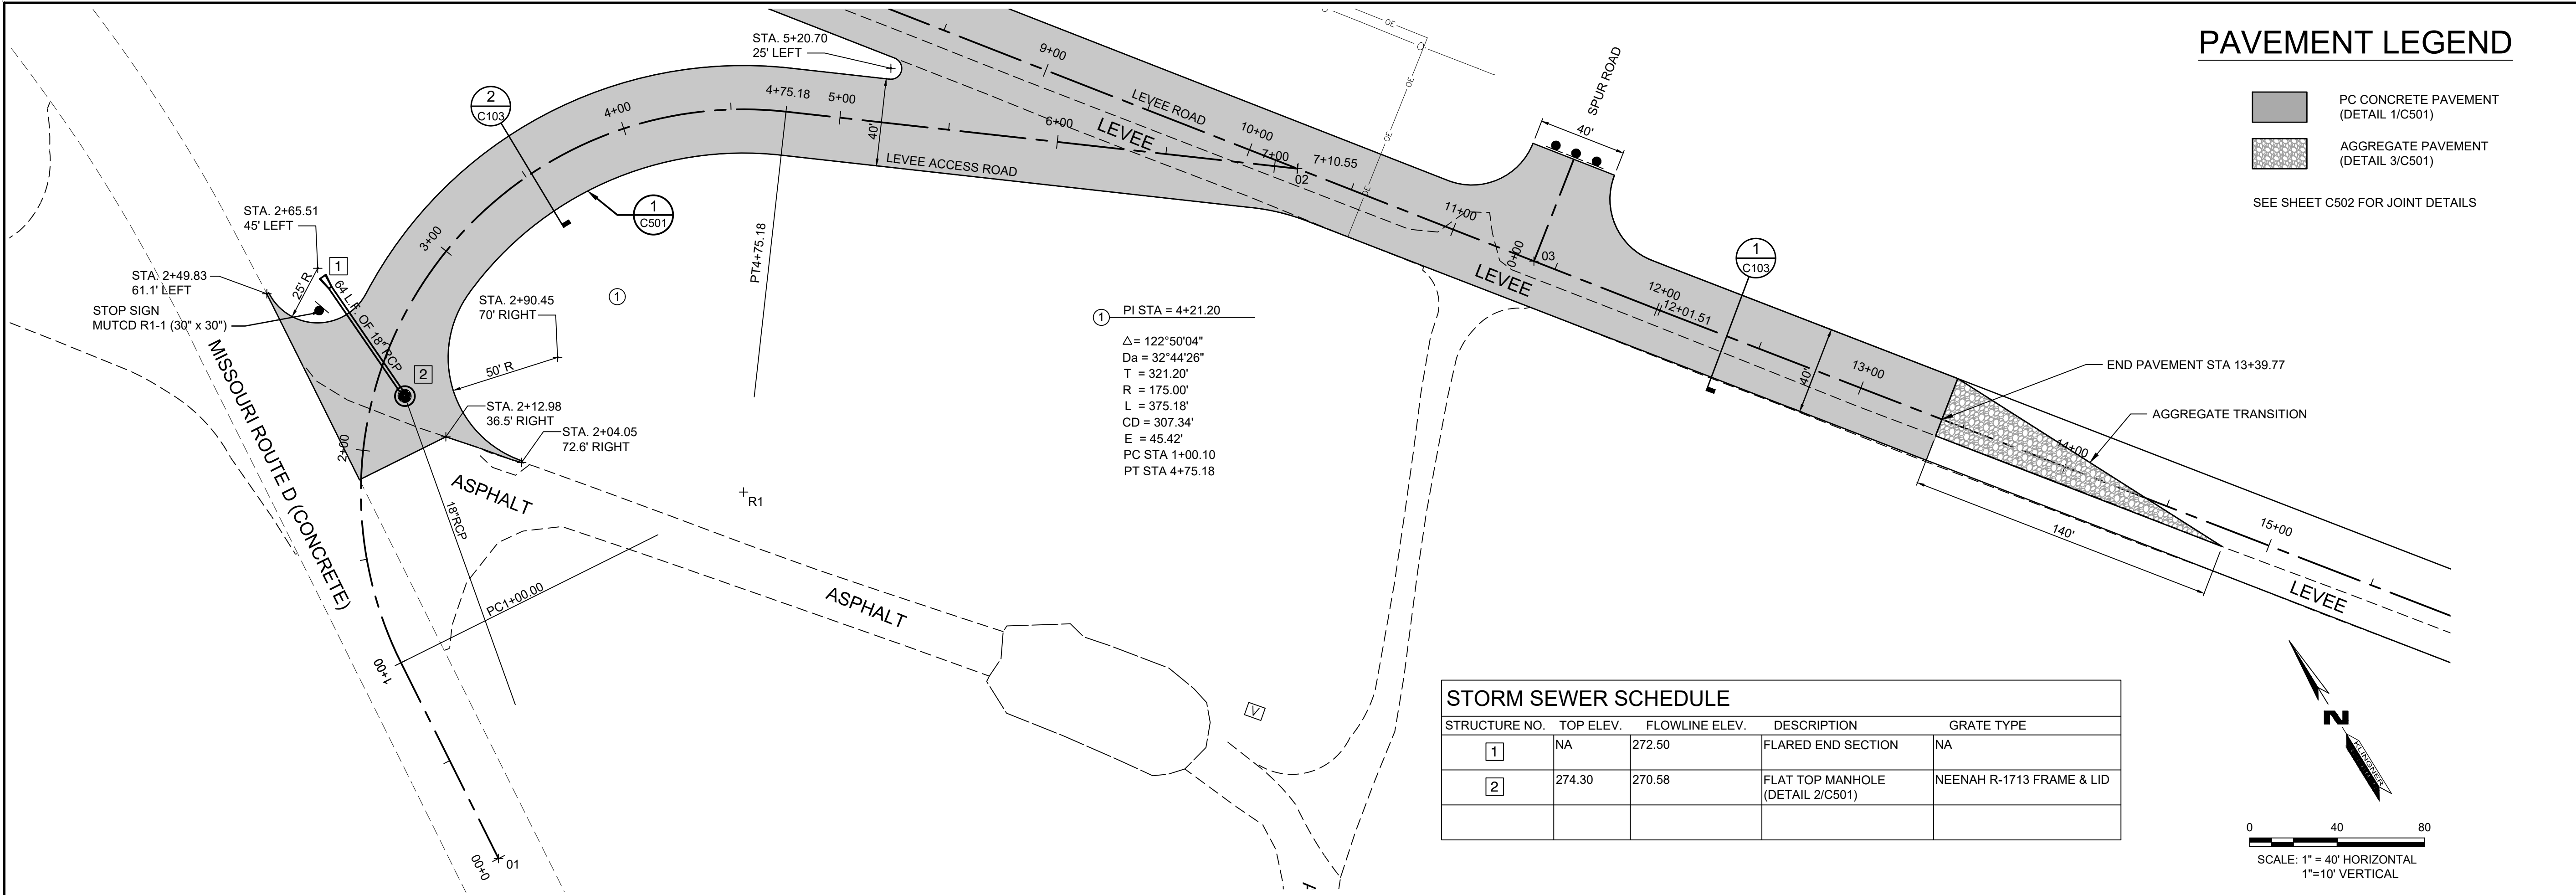 STA. 5+20.70
25' LEFT
2
C103
4+00
4+75.18
5+00
40'
6+00
LEVEE ACCESS ROAD
9+00
LEVEE ROAD
LEVEE
10+00
7+00
7+10.55
02
OE
OE
OE
OE
SPUR ROAD
40'
11+00
0+00
03
LEVEE
1
C103
12+00
12+01.51
13+00
40'
END PAVEMENT STA 13+39.77
AGGREGATE TRANSITION
14+00
140'
15+00
LEVEE
PAVEMENT LEGEND
PC CONCRETE PAVEMENT
(DETAIL 1/C501)
AGGREGATE PAVEMENT
(DETAIL 3/C501)
SEE SHEET C502 FOR JOINT DETAILS
1
C501
3+00
STA. 2+65.51
45' LEFT
1
STA. 2+49.83
61.1' LEFT
25' R
STOP SIGN
MUTCD R1-1 (30" x 30")
64 L.F. OF 18" RCP
2
STA. 2+90.45
70' RIGHT
50' R
1
PT4+75.18
STA. 2+12.98
36.5' RIGHT
STA. 2+04.05
72.6' RIGHT
2+00
MISSOURI ROUTE D (CONCRETE)
ASPHALT
18"RCP
PC1+00.00
R1
ASPHALT
1+00
0+00
01
V
1 PI STA = 4+21.20
△= 122°50'04"
Da = 32°44'26"
T = 321.20'
R = 175.00'
L = 375.18'
CD = 307.34'
E = 45.42'
PC STA 1+00.10
PT STA 4+75.18
STORM SEWER SCHEDULE
STRUCTURE NO. TOP ELEV. FLOWLINE ELEV. DESCRIPTION GRATE TYPE
1 NA 272.50 FLARED END SECTION NA
2 274.30 270.58 FLAT TOP MANHOLE NEENAH R-1713 FRAME & LID
(DETAIL 2/C501)
N
KLINGNER
0 40 80
SCALE: 1" = 40' HORIZONTAL
1"=10' VERTICAL